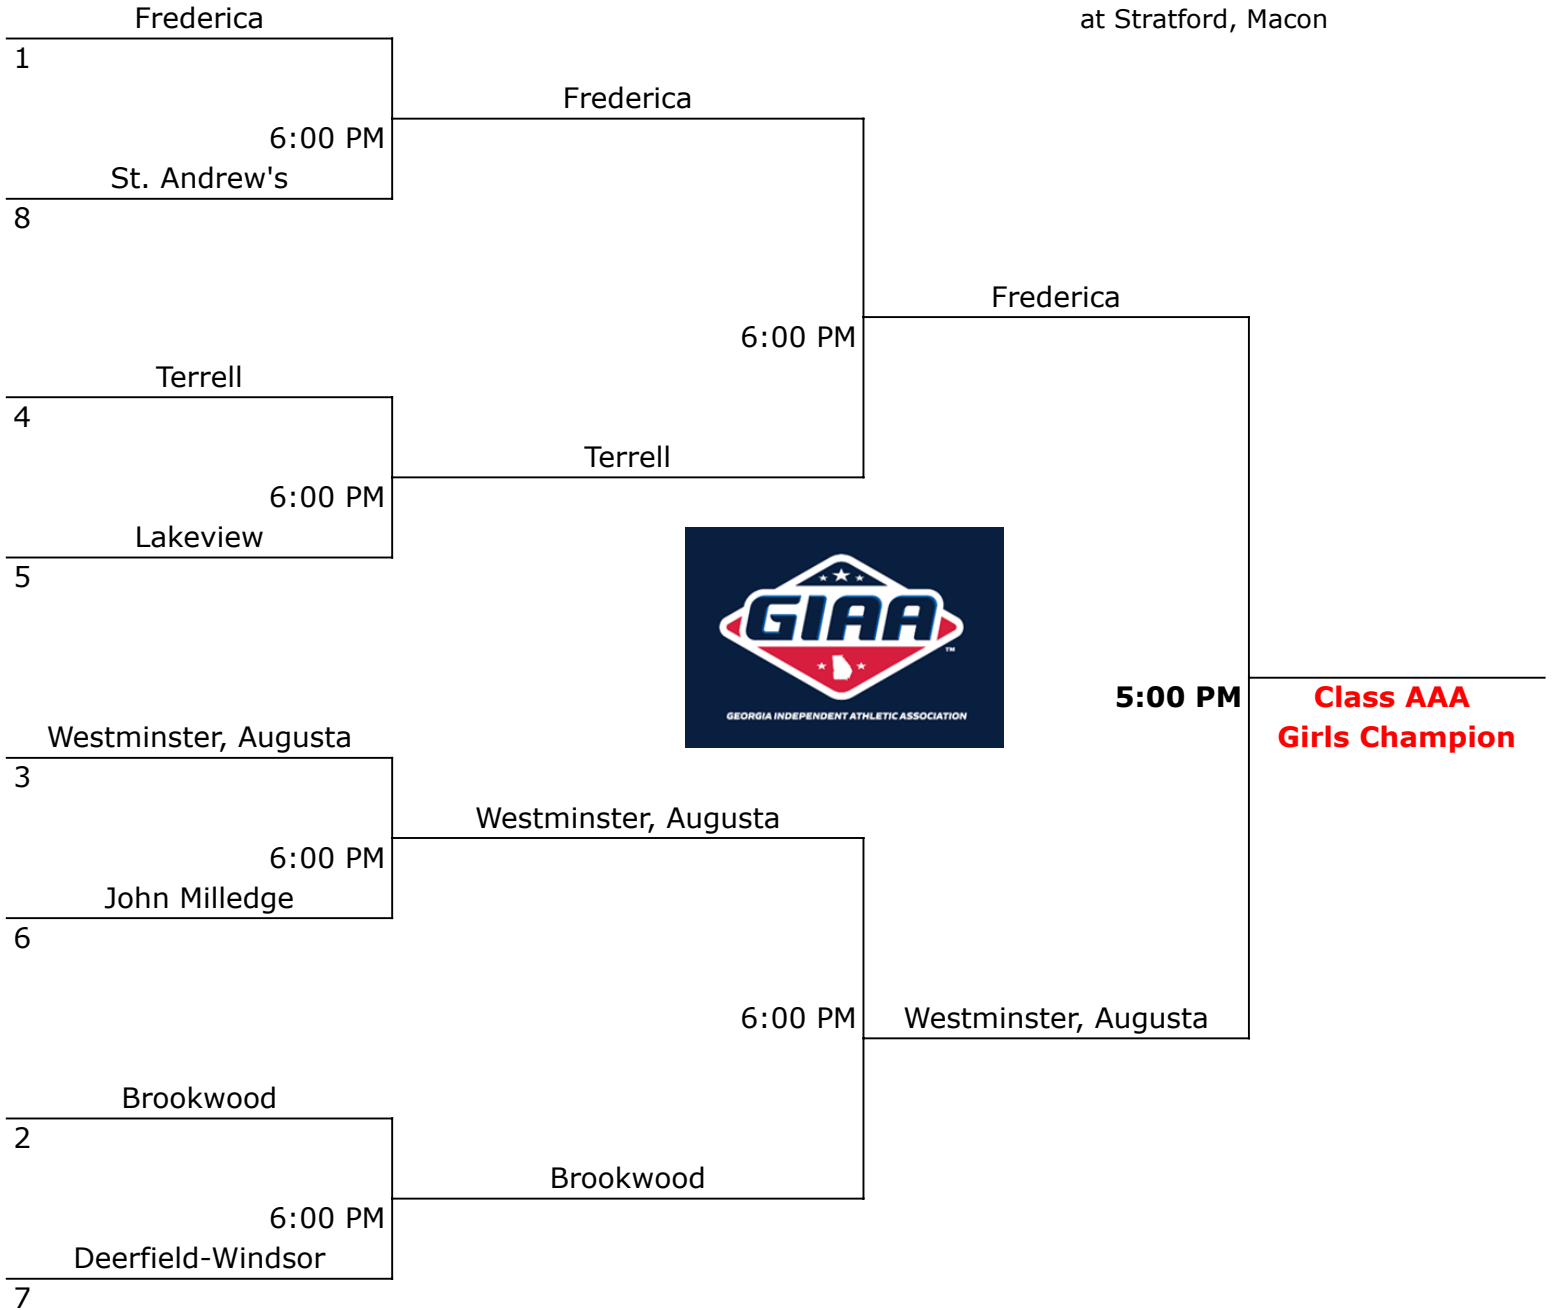 Frederica
at Stratford, Macon
1
Frederica
6:00 PM
St. Andrew's
8
Frederica
6:00 PM
Terrell
4
Terrell
6:00 PM
Lakeview
5
GIAA
TM
GEORGIA INDEPENDENT ATHLETIC ASSOCIATION
5:00 PM
Class AAA
Girls Champion
Westminster, Augusta
3
Westminster, Augusta
6:00 PM
John Milledge
6
6:00 PM
Westminster, Augusta
Brookwood
2
Brookwood
6:00 PM
Deerfield-Windsor
7